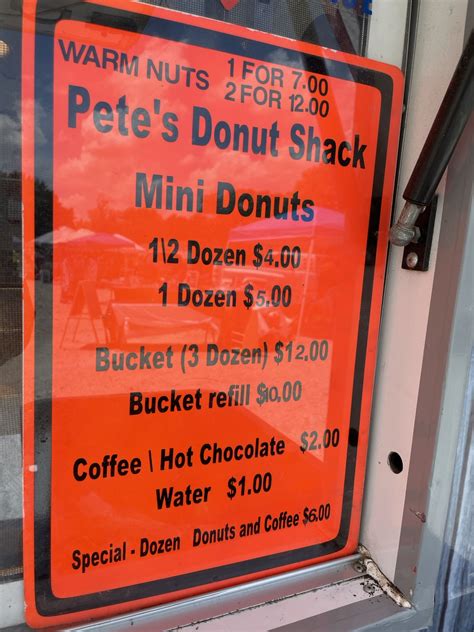 WARM NUTS 1 FOR 7.00
2 FOR 12.00
Pete's Donut Shack
Mini Donuts
1\2 Dozen $4.00
1 Dozen $5.00
Bucket (3 Dozen) $12.00
Bucket refill $10.00
Coffee \ Hot Chocolate $2.00
Water $1.00
Special - Dozen Donuts and Coffee $6.00